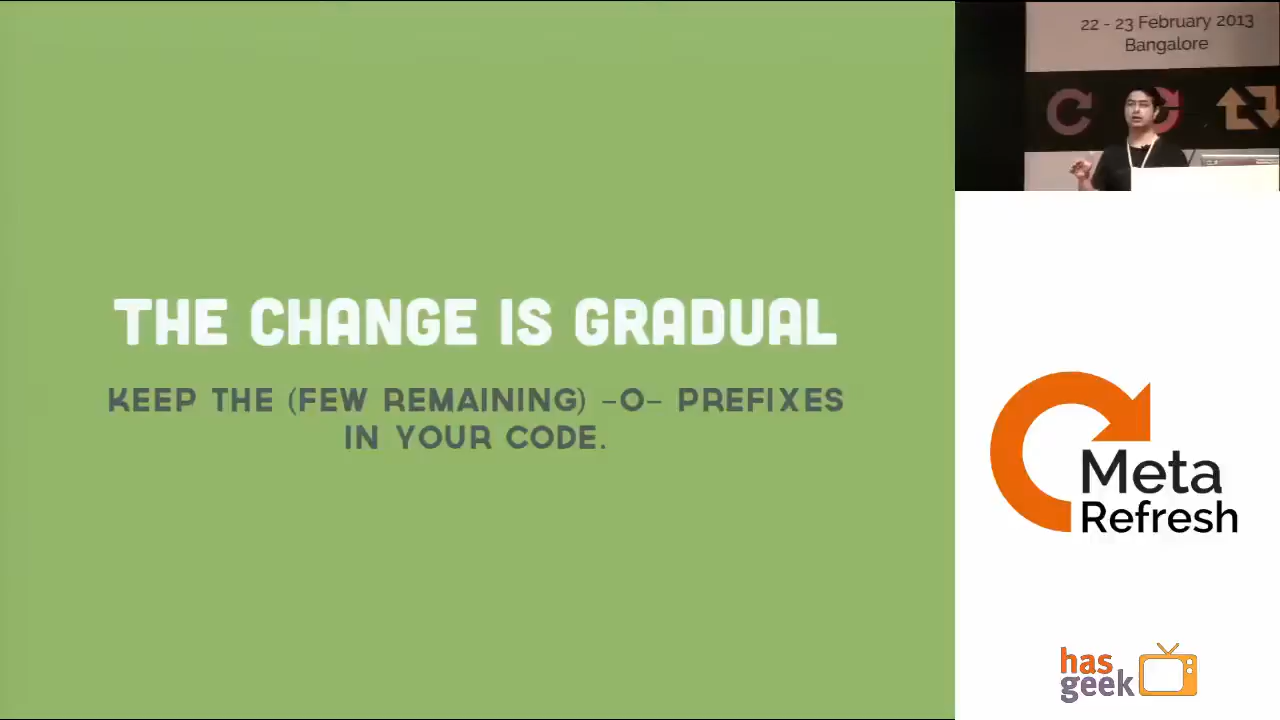 THE CHANGE IS GRADUAL
KEEP THE (FEW REMAINING) -O- PREFIXES
IN YOUR CODE.
22 - 23 February 2013
Bangalore
Meta
Refresh
has
geek